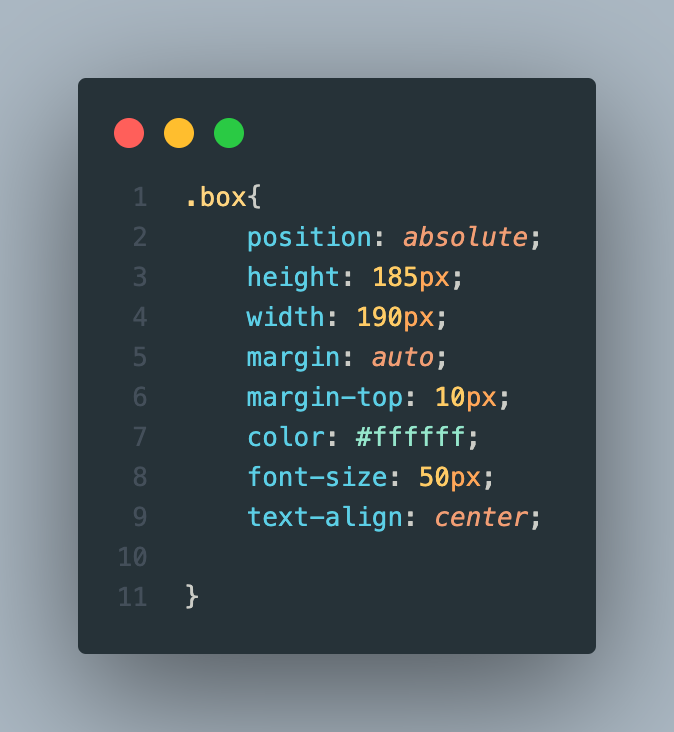 1 .box{
2     position: absolute;
3     height: 185px;
4     width: 190px;
5     margin: auto;
6     margin-top: 10px;
7     color: #ffffff;
8     font-size: 50px;
9     text-align: center;
10
11 }